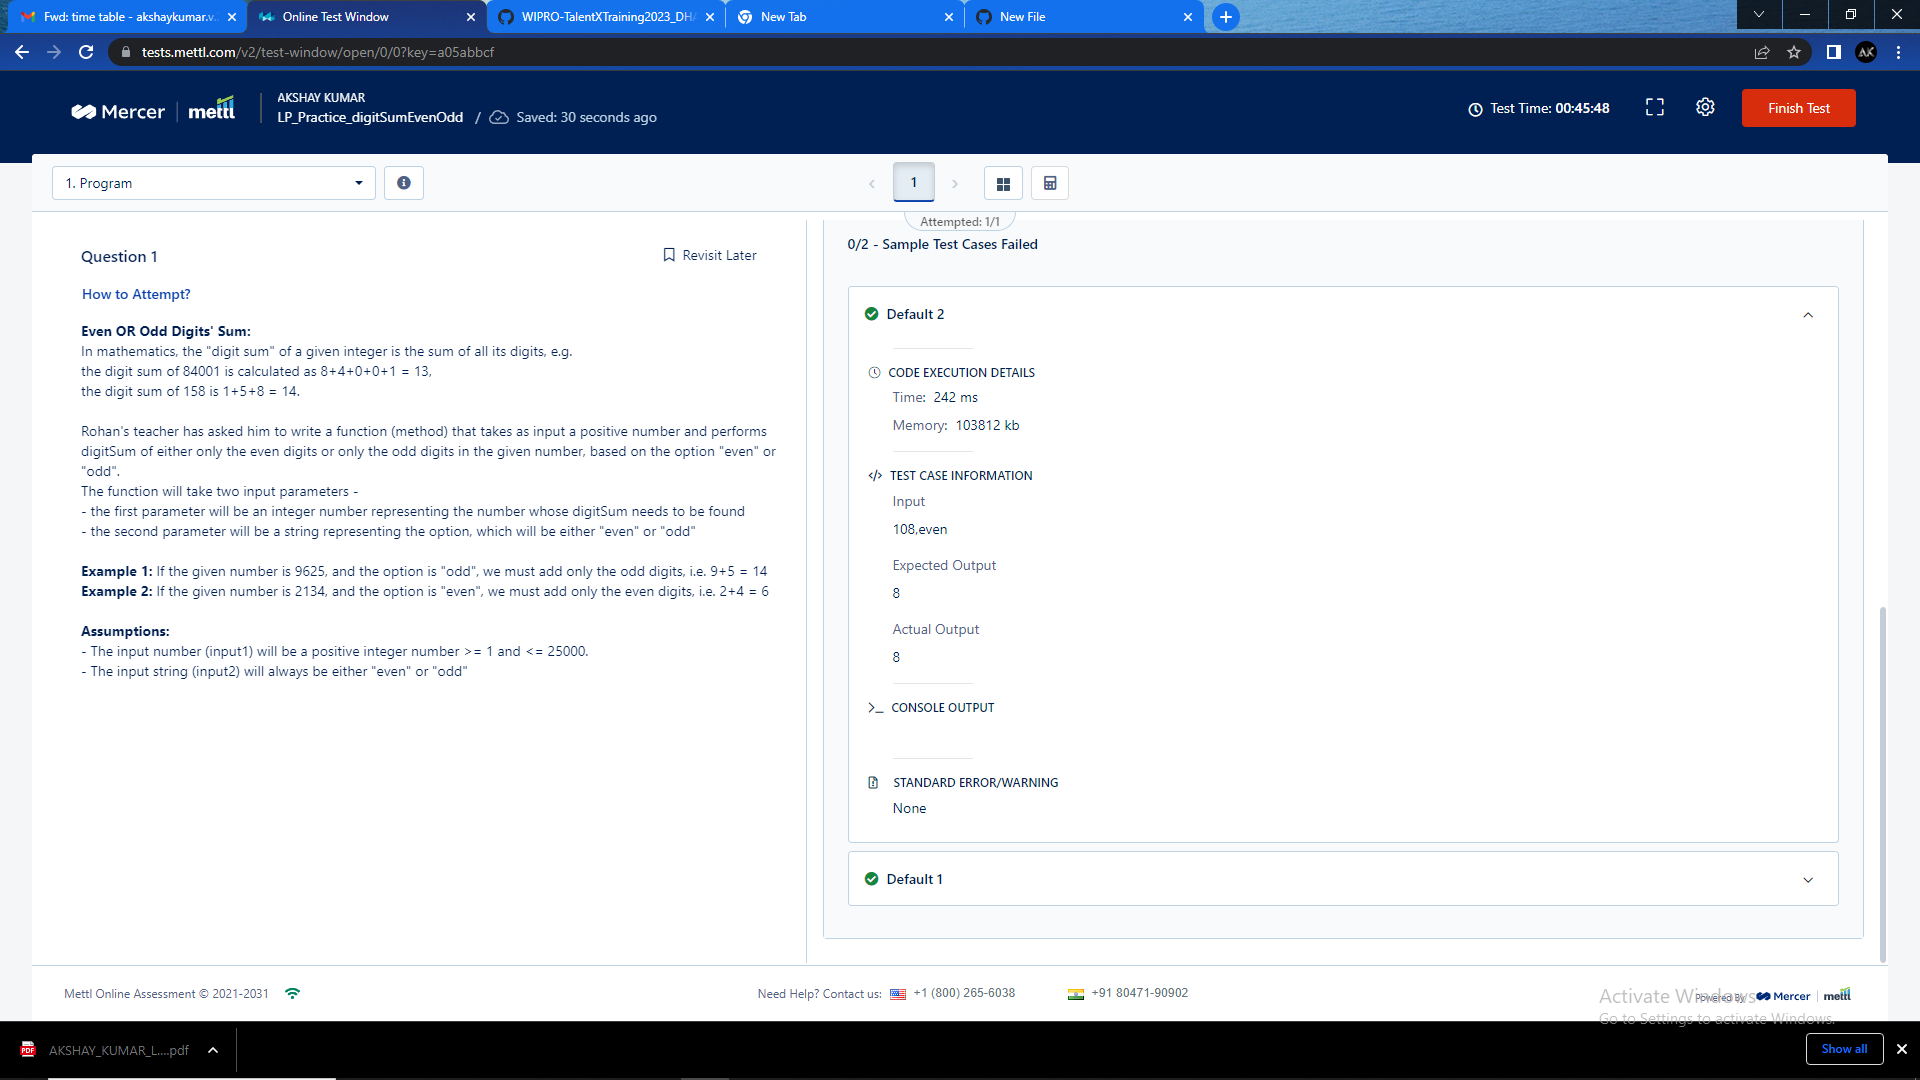 Fwd: time table - akshaykumar.v.
Online Test Window
WIPRO-TalentXTraining2023_DHA
New Tab
New File
tests.mettl.com/v2/test-window/open/0/0?key=a05abbcf
AK
Mercer
mettl
AKSHAY KUMAR
LP_Practice_digitSumEvenOdd / Saved: 30 seconds ago
Test Time: 00:45:48
Finish Test
1. Program
1
Attempted: 1/1
Question 1
Revisit Later
How to Attempt?
Even OR Odd Digits' Sum:
In mathematics, the "digit sum" of a given integer is the sum of all its digits, e.g.
the digit sum of 84001 is calculated as 8+4+0+0+1 = 13,
the digit sum of 158 is 1+5+8 = 14.
Rohan's teacher has asked him to write a function (method) that takes as input a positive number and performs
digitSum of either only the even digits or only the odd digits in the given number, based on the option "even" or
"odd".
The function will take two input parameters -
- the first parameter will be an integer number representing the number whose digitSum needs to be found
- the second parameter will be a string representing the option, which will be either "even" or "odd"
Example 1: If the given number is 9625, and the option is "odd", we must add only the odd digits, i.e. 9+5 = 14
Example 2: If the given number is 2134, and the option is "even", we must add only the even digits, i.e. 2+4 = 6
Assumptions:
- The input number (input1) will be a positive integer number >= 1 and <= 25000.
- The input string (input2) will always be either "even" or "odd"
0/2 - Sample Test Cases Failed
Default 2
CODE EXECUTION DETAILS
Time: 242 ms
Memory: 103812 kb
</> TEST CASE INFORMATION
Input
108,even
Expected Output
8
Actual Output
8
>_ CONSOLE OUTPUT
STANDARD ERROR/WARNING
None
Default 1
Mettl Online Assessment © 2021-2031
Need Help? Contact us:
+1 (800) 265-6038
+91 80471-90902
Powered By
Mercer
mettl
Activate Windows
Go to Settings to activate Windows.
PDF
AKSHAY_KUMAR_L....pdf
Show all